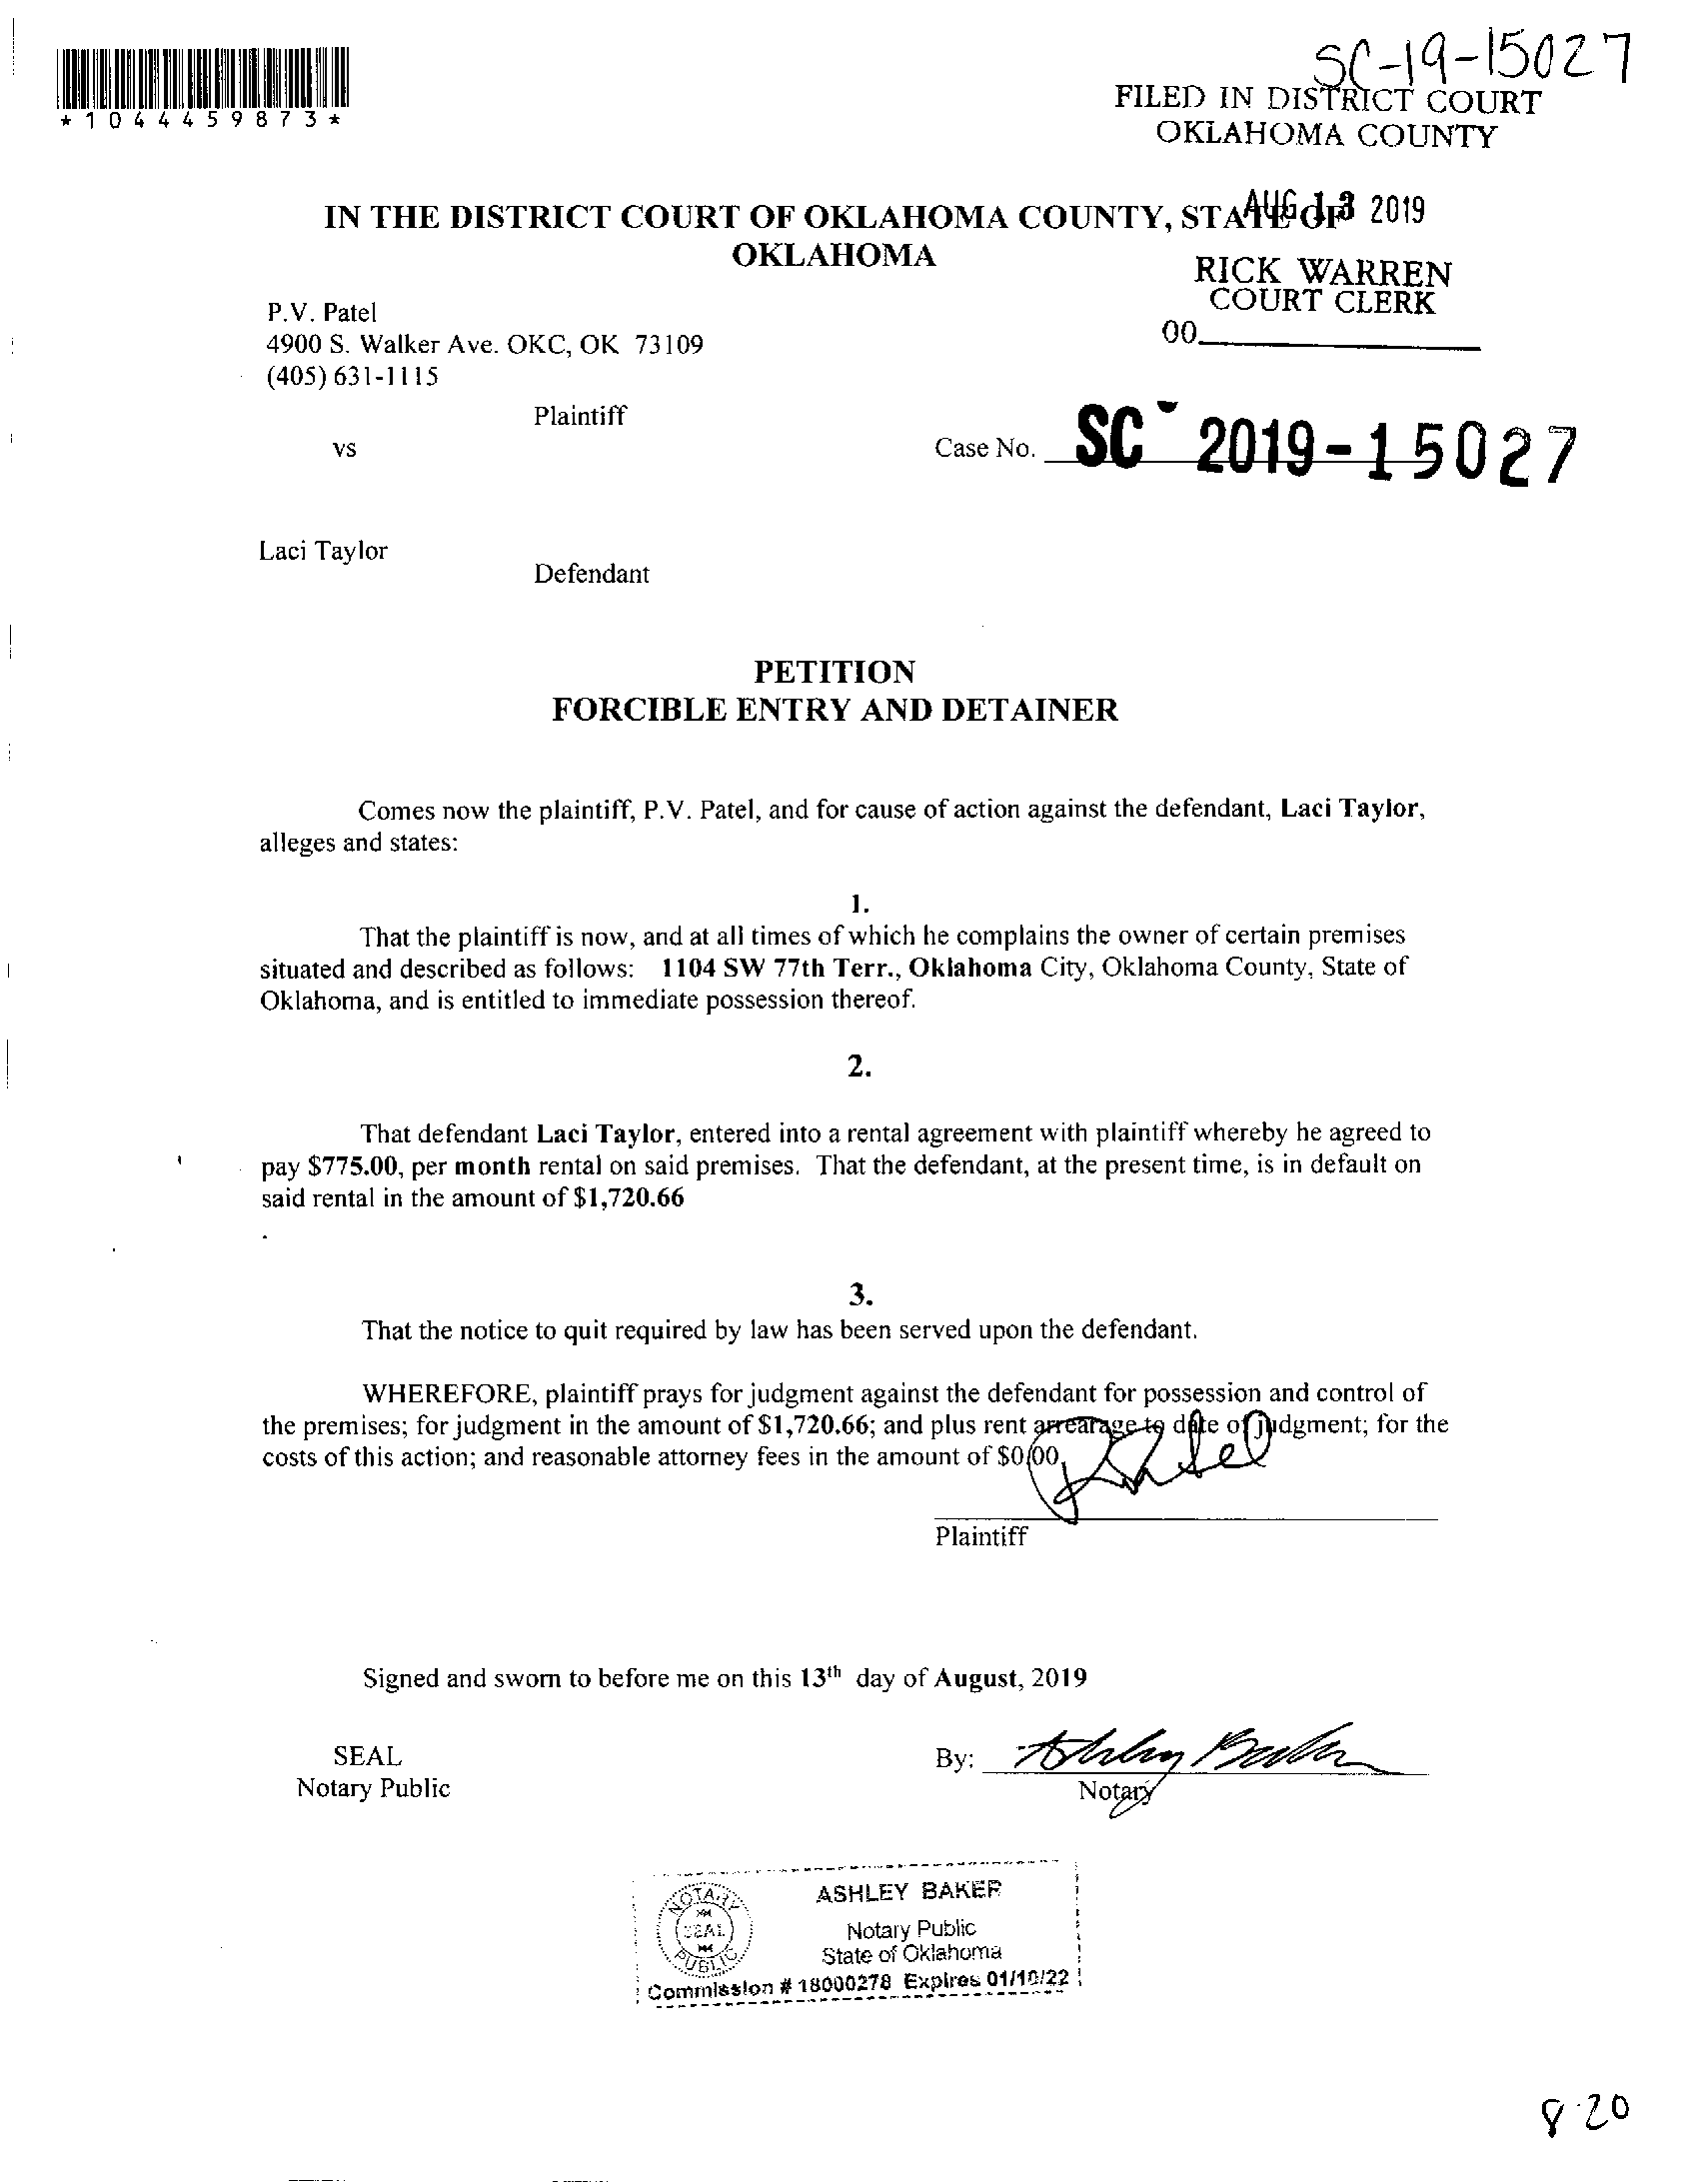 SC-19-15027
*1044459873*
FILED IN DISTRICT COURT
OKLAHOMA COUNTY
AUG 13 2019
IN THE DISTRICT COURT OF OKLAHOMA COUNTY, STATE OF
OKLAHOMA
RICK WARREN
COURT CLERK
00
P.V. Patel
4900 S. Walker Ave. OKC, OK 73109
(405) 631-1115
Plaintiff
vs
Case No. SC - 2019-15027
Laci Taylor
Defendant
PETITION
FORCIBLE ENTRY AND DETAINER
Comes now the plaintiff, P.V. Patel, and for cause of action against the defendant, Laci Taylor,
alleges and states:
1.
That the plaintiff is now, and at all times of which he complains the owner of certain premises
situated and described as follows: 1104 SW 77th Terr., Oklahoma City, Oklahoma County, State of
Oklahoma, and is entitled to immediate possession thereof.
2.
That defendant Laci Taylor, entered into a rental agreement with plaintiff whereby he agreed to
pay $775.00, per month rental on said premises. That the defendant, at the present time, is in default on
said rental in the amount of $1,720.66
.
3.
That the notice to quit required by law has been served upon the defendant.
WHEREFORE, plaintiff prays for judgment against the defendant for possession and control of
the premises; for judgment in the amount of $1,720.66; and plus rent arrearage to date of judgment; for the
costs of this action; and reasonable attorney fees in the amount of $0.00.
Plaintiff
Signed and sworn to before me on this 13th day of August, 2019
SEAL
Notary Public
By: Ashley Baker
Notary
NOTARY
SEAL
PUBLIC
ASHLEY BAKER
Notary Public
State of Oklahoma
Commission # 18000278 Expires 01/10/22
8-20